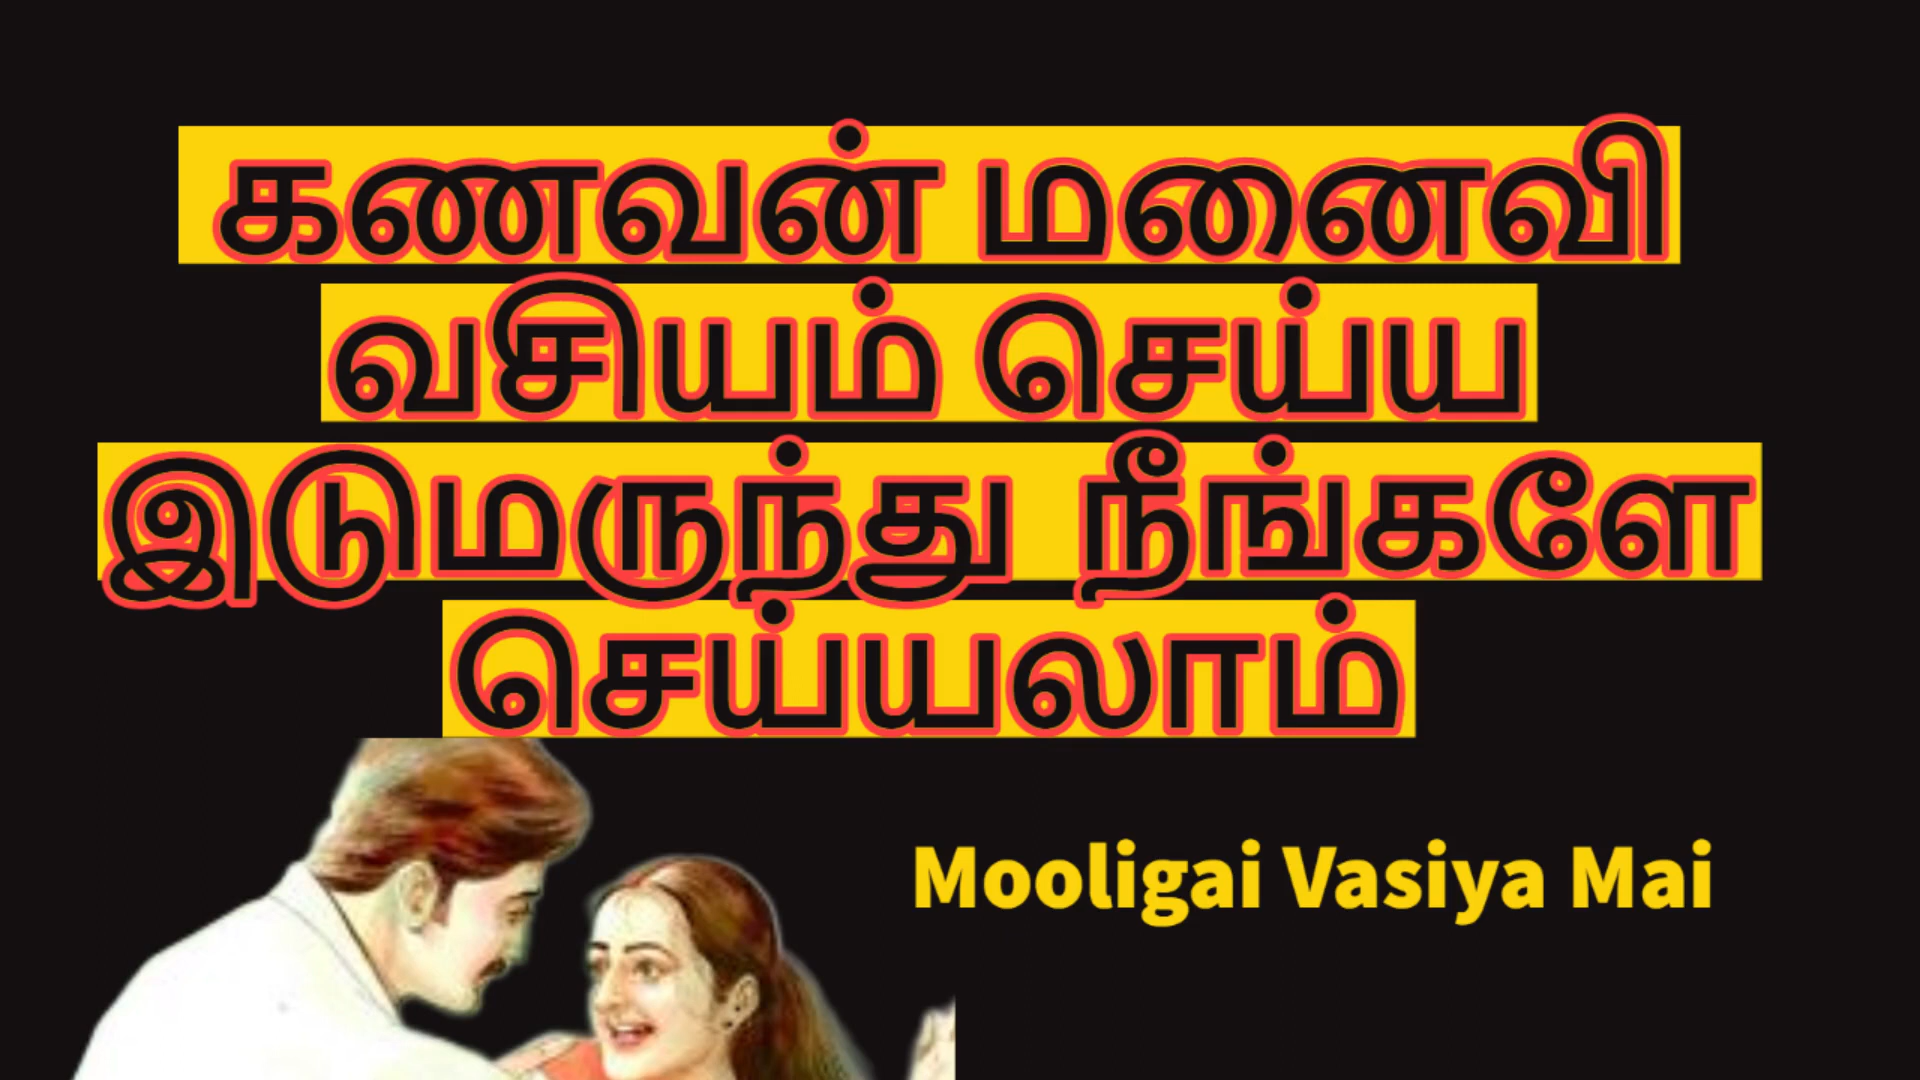 கணவன் மனைவி
வசியம் செய்ய
இடுமருந்து நீங்களே
செய்யலாம்
Mooligai Vasiya Mai